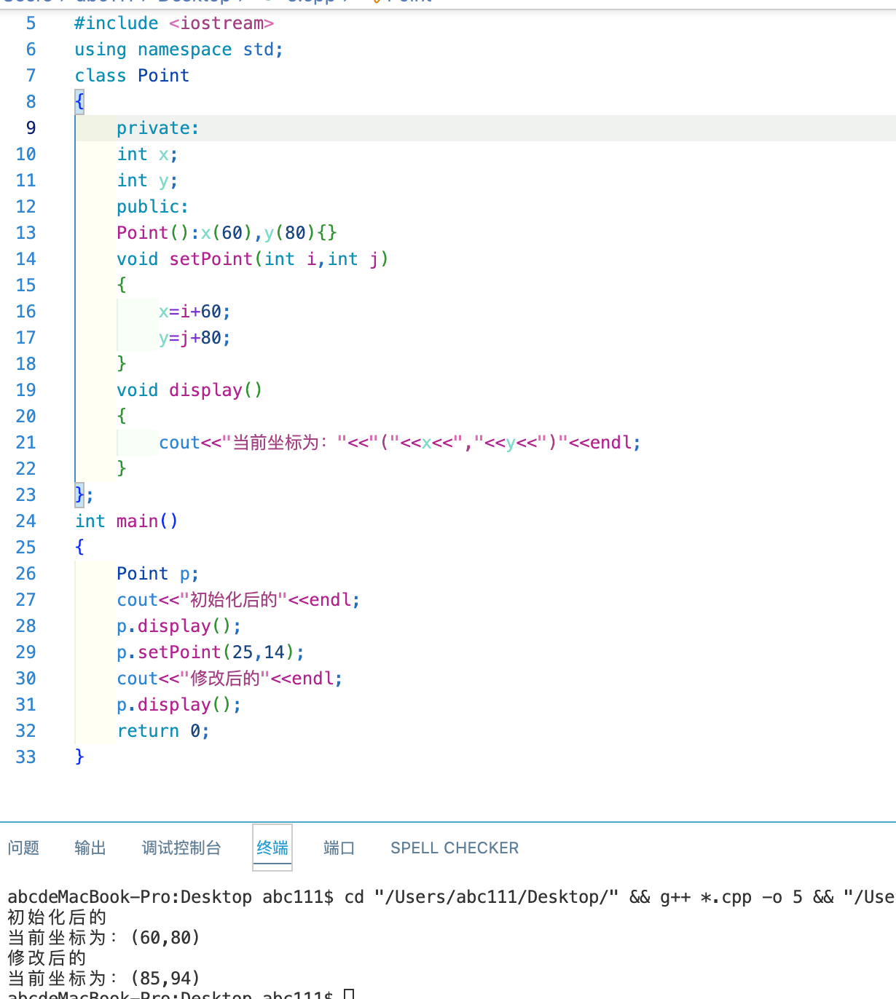 5 #include <iostream>
6 using namespace std;
7 class Point
8 {
9 private:
10 int x;
11 int y;
12 public:
13 Point():x(60),y(80){}
14 void setPoint(int i,int j)
15 {
16 x=i+60;
17 y=j+80;
18 }
19 void display()
20 {
21 cout<<"当前坐标为："<<"("<<x<<","<<y<<")"<<endl;
22 }
23 };
24 int main()
25 {
26 Point p;
27 cout<<"初始化后的"<<endl;
28 p.display();
29 p.setPoint(25,14);
30 cout<<"修改后的"<<endl;
31 p.display();
32 return 0;
33 }
问题 输出 调试控制台 终端 端口 SPELL CHECKER
abcdeMacBook-Pro:Desktop abc111$ cd "/Users/abc111/Desktop/" && g++ *.cpp -o 5 && "/Use
初始化后的
当前坐标为：(60,80)
修改后的
当前坐标为：(85,94)
abcdeMacBook-Pro:Desktop abc111$